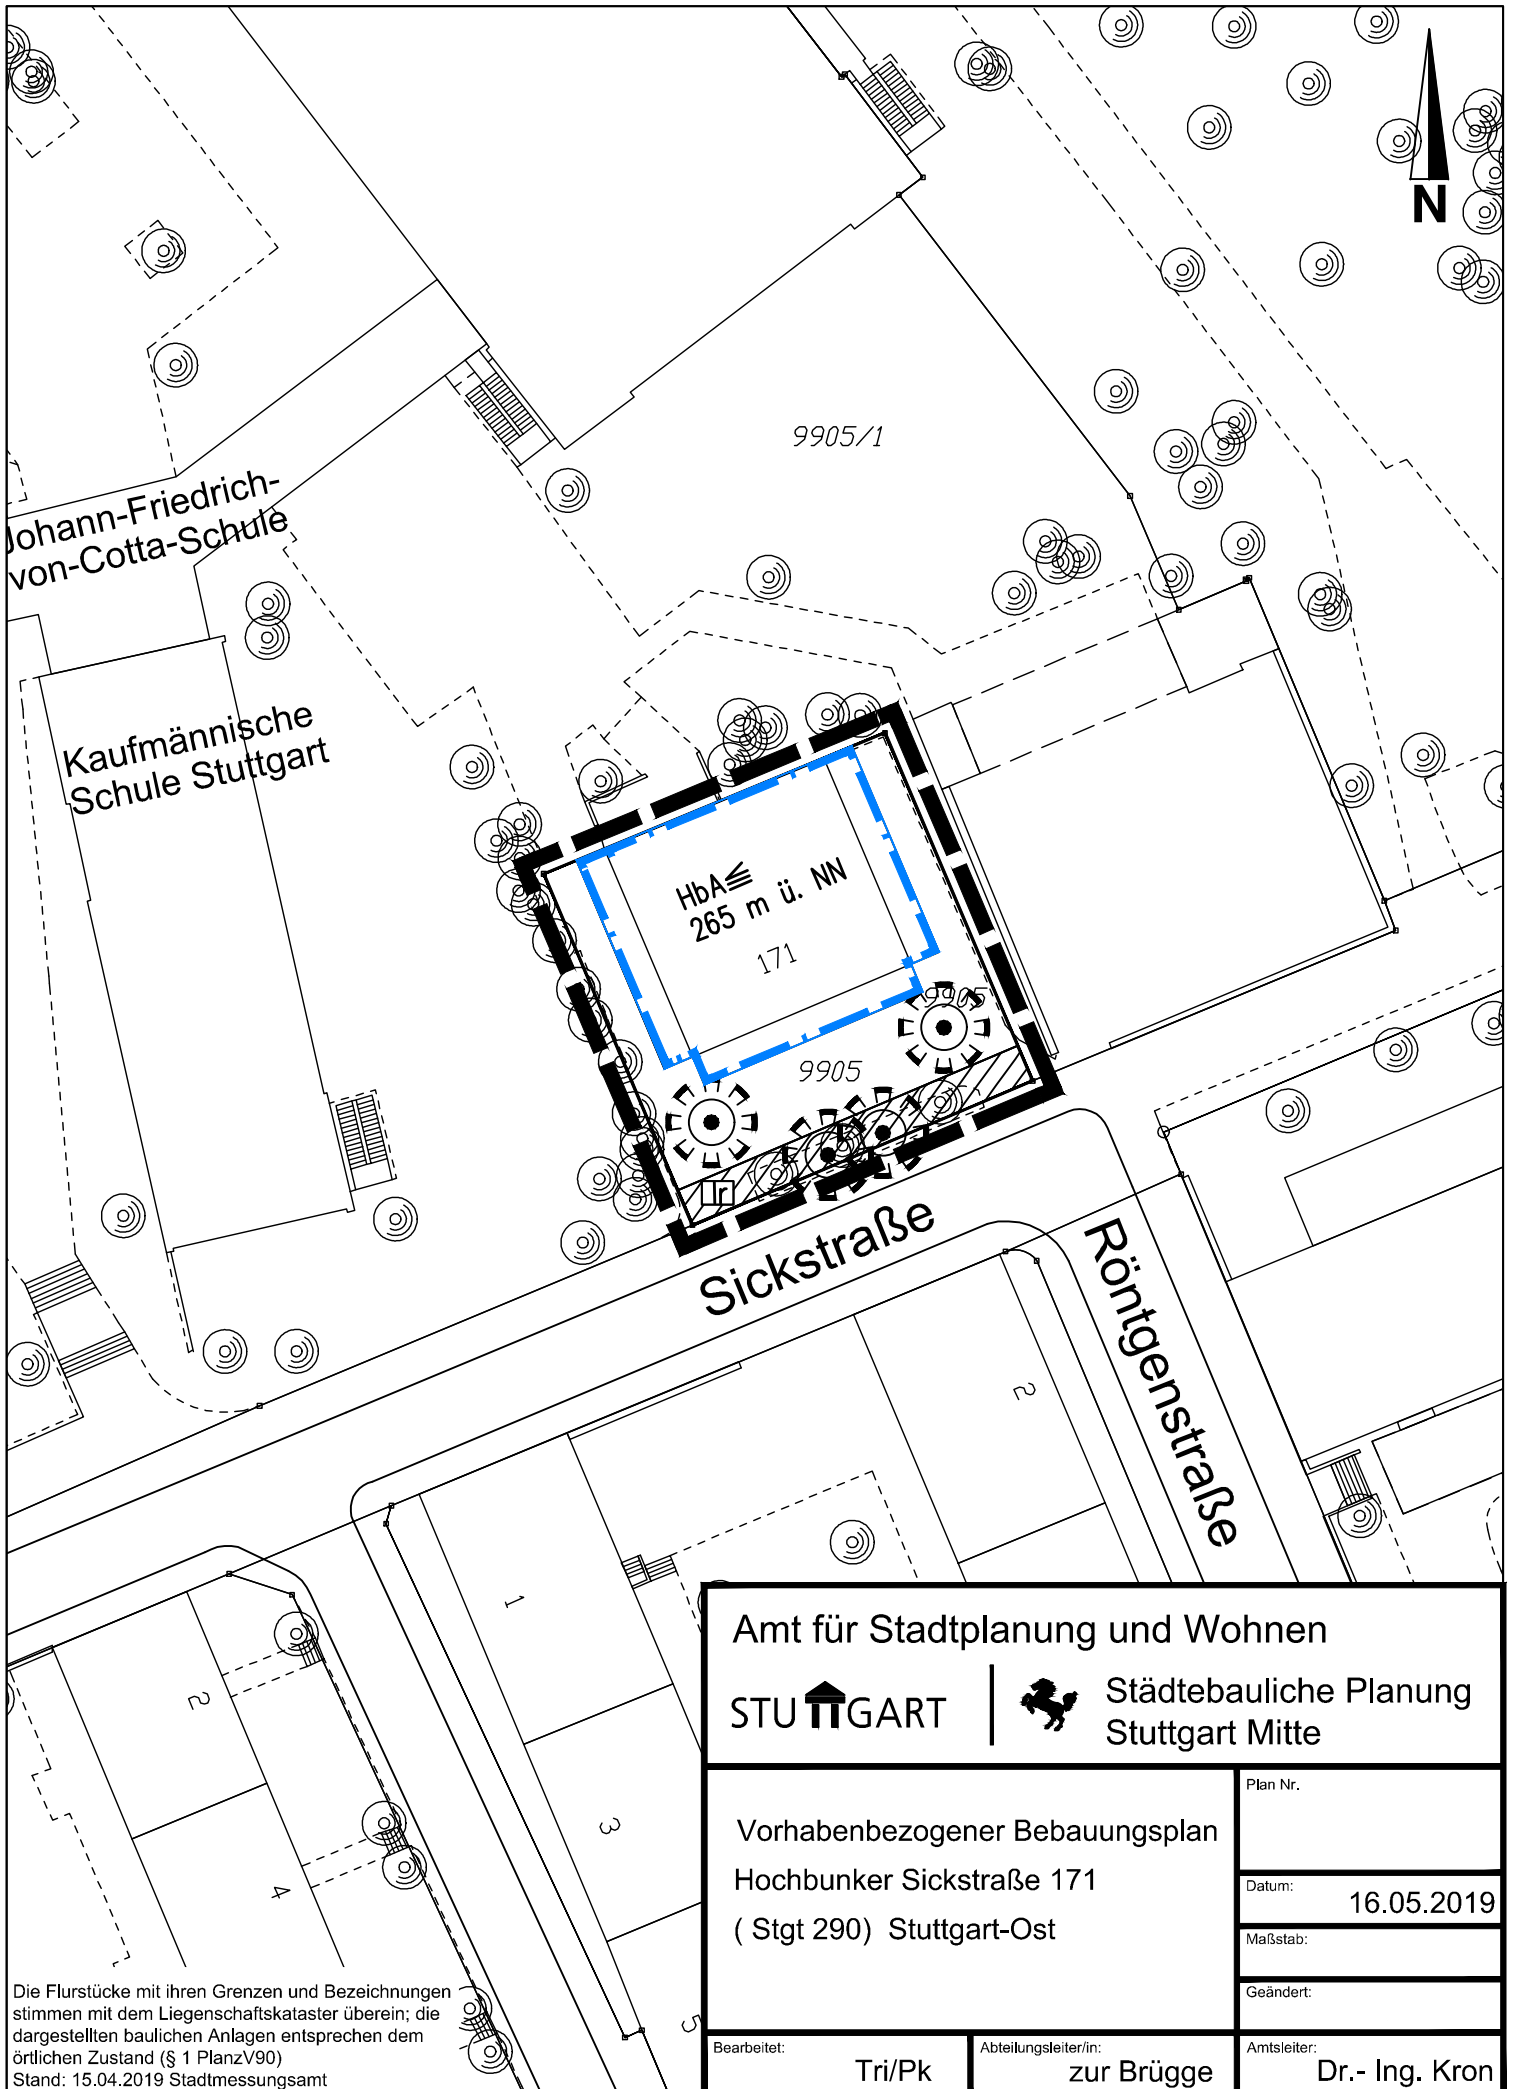 N
9905/1
Johann-Friedrich-
von-Cotta-Schule
Kaufmännische
Schule Stuttgart
HbA≤
265 m ü. NN
171
9905
9905
lr
Sickstraße
Röntgenstraße
2
1
2
3
4
5
Amt für Stadtplanung und Wohnen
STUTTGART
Städtebauliche Planung
Stuttgart Mitte
Vorhabenbezogener Bebauungsplan
Hochbunker Sickstraße 171
( Stgt 290) Stuttgart-Ost
Plan Nr.
Datum:
16.05.2019
Maßstab:
Geändert:
Bearbeitet:
Tri/Pk
Abteilungsleiter/in:
zur Brügge
Amtsleiter:
Dr.- Ing. Kron
Die Flurstücke mit ihren Grenzen und Bezeichnungen
stimmen mit dem Liegenschaftskataster überein; die
dargestellten baulichen Anlagen entsprechen dem
örtlichen Zustand (§ 1 PlanzV90)
Stand: 15.04.2019 Stadtmessungsamt